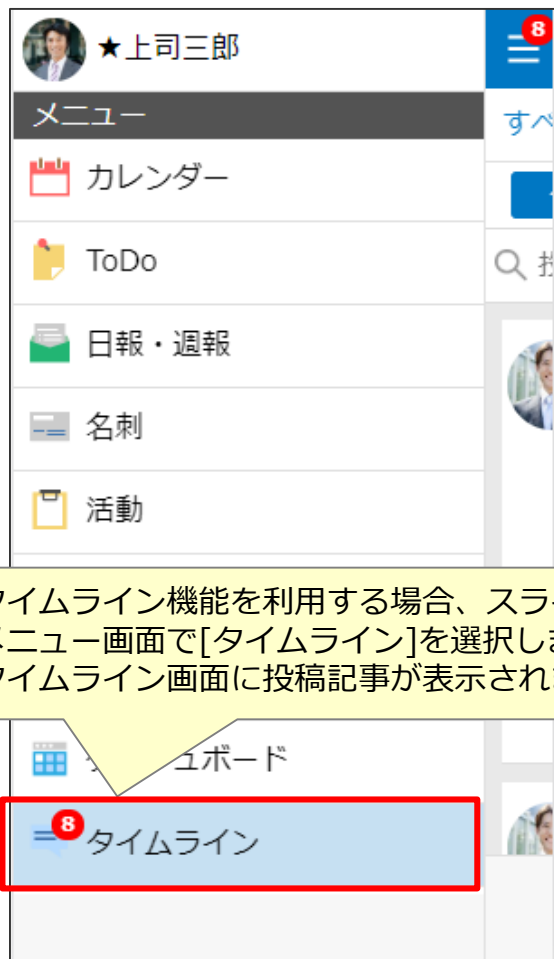 ★上司三郎
8
メニュー
すべ
カレンダー
ToDo
日報・週報
名刺
活動
タイムライン機能を利用する場合、スライ
メニュー画面で[タイムライン]を選択しま
タイムライン画面に投稿記事が表示され
ュボード
8
タイムライン